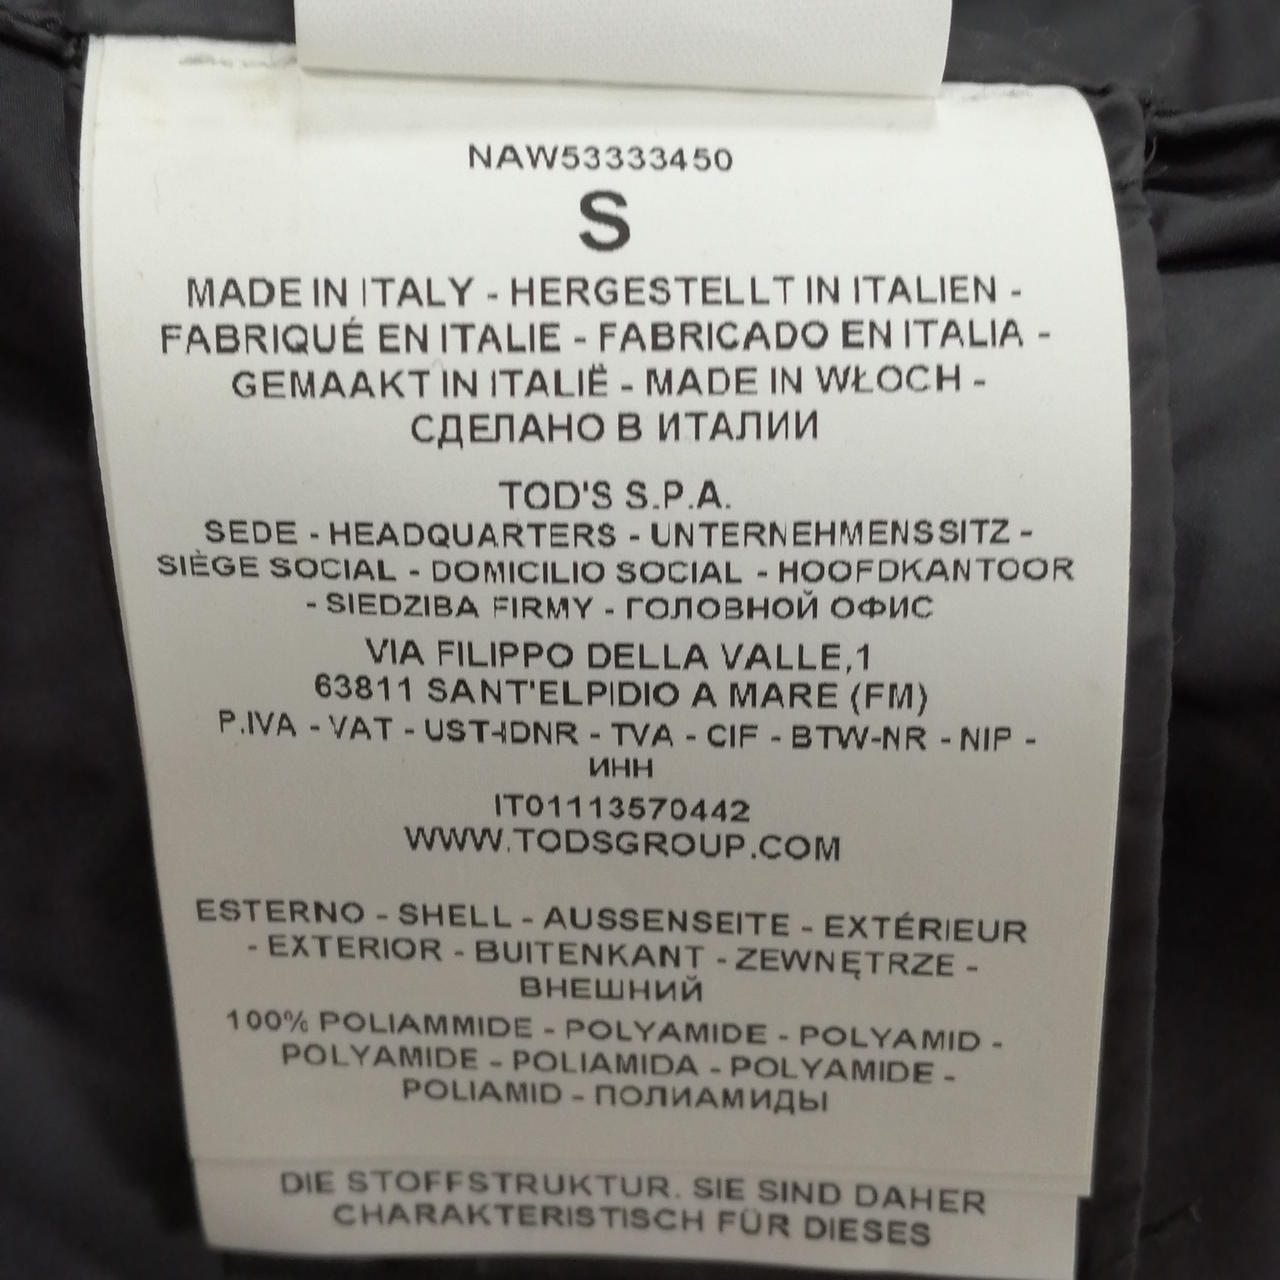 NAW53333450
S
MADE IN ITALY - HERGESTELLT IN ITALIEN -
FABRIQUÉ EN ITALIE - FABRICADO EN ITALIA -
GEMAAKT IN ITALIË - MADE IN WŁOCH -
СДЕЛАНО В ИТАЛИИ
TOD'S S.P.A.
SEDE - HEADQUARTERS - UNTERNEHMENSSITZ -
SIÈGE SOCIAL - DOMICILIO SOCIAL - HOOFDKANTOOR
- SIEDZIBA FIRMY - ГОЛОВНОЙ ОФИС
VIA FILIPPO DELLA VALLE,1
63811 SANT'ELPIDIO A MARE (FM)
P.IVA - VAT - UST-IDNR - TVA - CIF - BTW-NR - NIP -
ИНН
IT01113570442
WWW.TODSGROUP.COM
ESTERNO - SHELL - AUSSENSEITE - EXTÉRIEUR
- EXTERIOR - BUITENKANT - ZEWNĘTRZE -
ВНЕШНИЙ
100% POLIAMMIDE - POLYAMIDE - POLYAMID -
POLYAMIDE - POLIAMIDA - POLYAMIDE -
POLIAMID - ПОЛИАМИДЫ
DIE STOFFSTRUKTUR. SIE SIND DAHER
CHARAKTERISTISCH FÜR DIESES